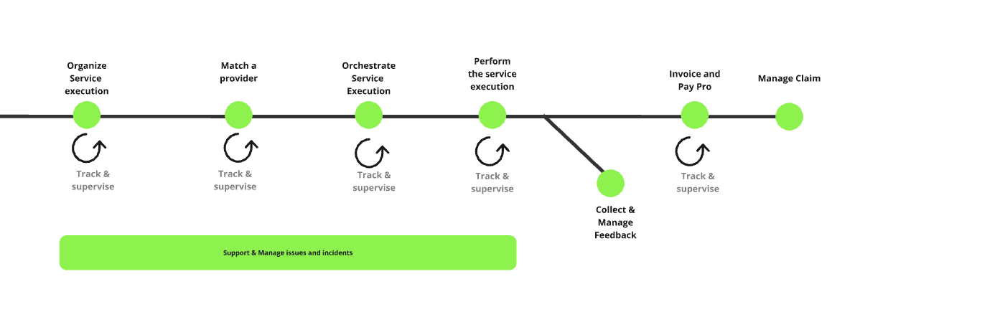 Organize
Service
execution
Match a
provider
Orchestrate
Service
Execution
Perform
the service
execution
Invoice and
Pay Pro
Manage Claim
Track &
supervise
Track &
supervise
Track &
supervise
Track &
supervise
Track &
supervise
Collect &
Manage
Feedback
Support & Manage issues and incidents